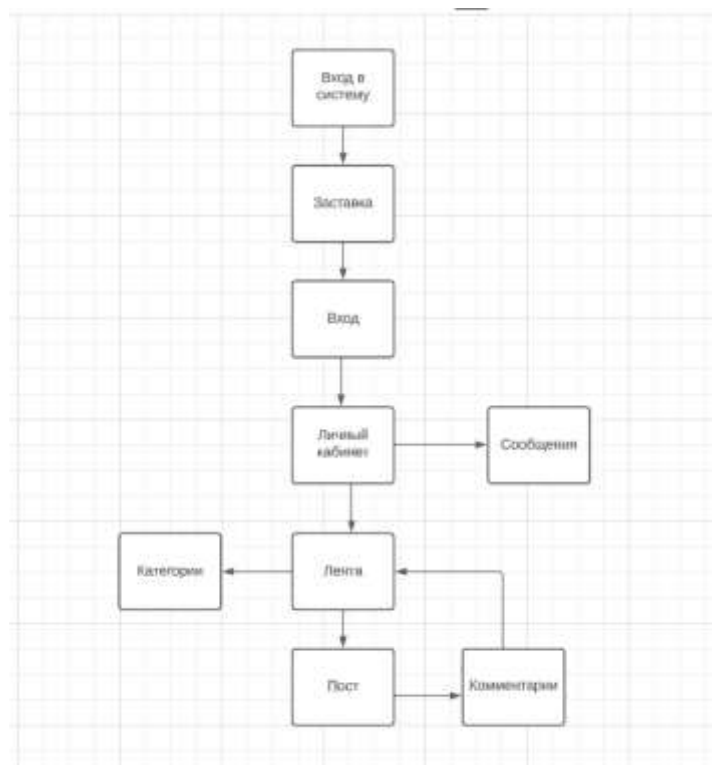 Вход в
систему
Заставка
Вход
Личный
кабинет
Сообщения
Категории
Лента
Пост
Комментарии